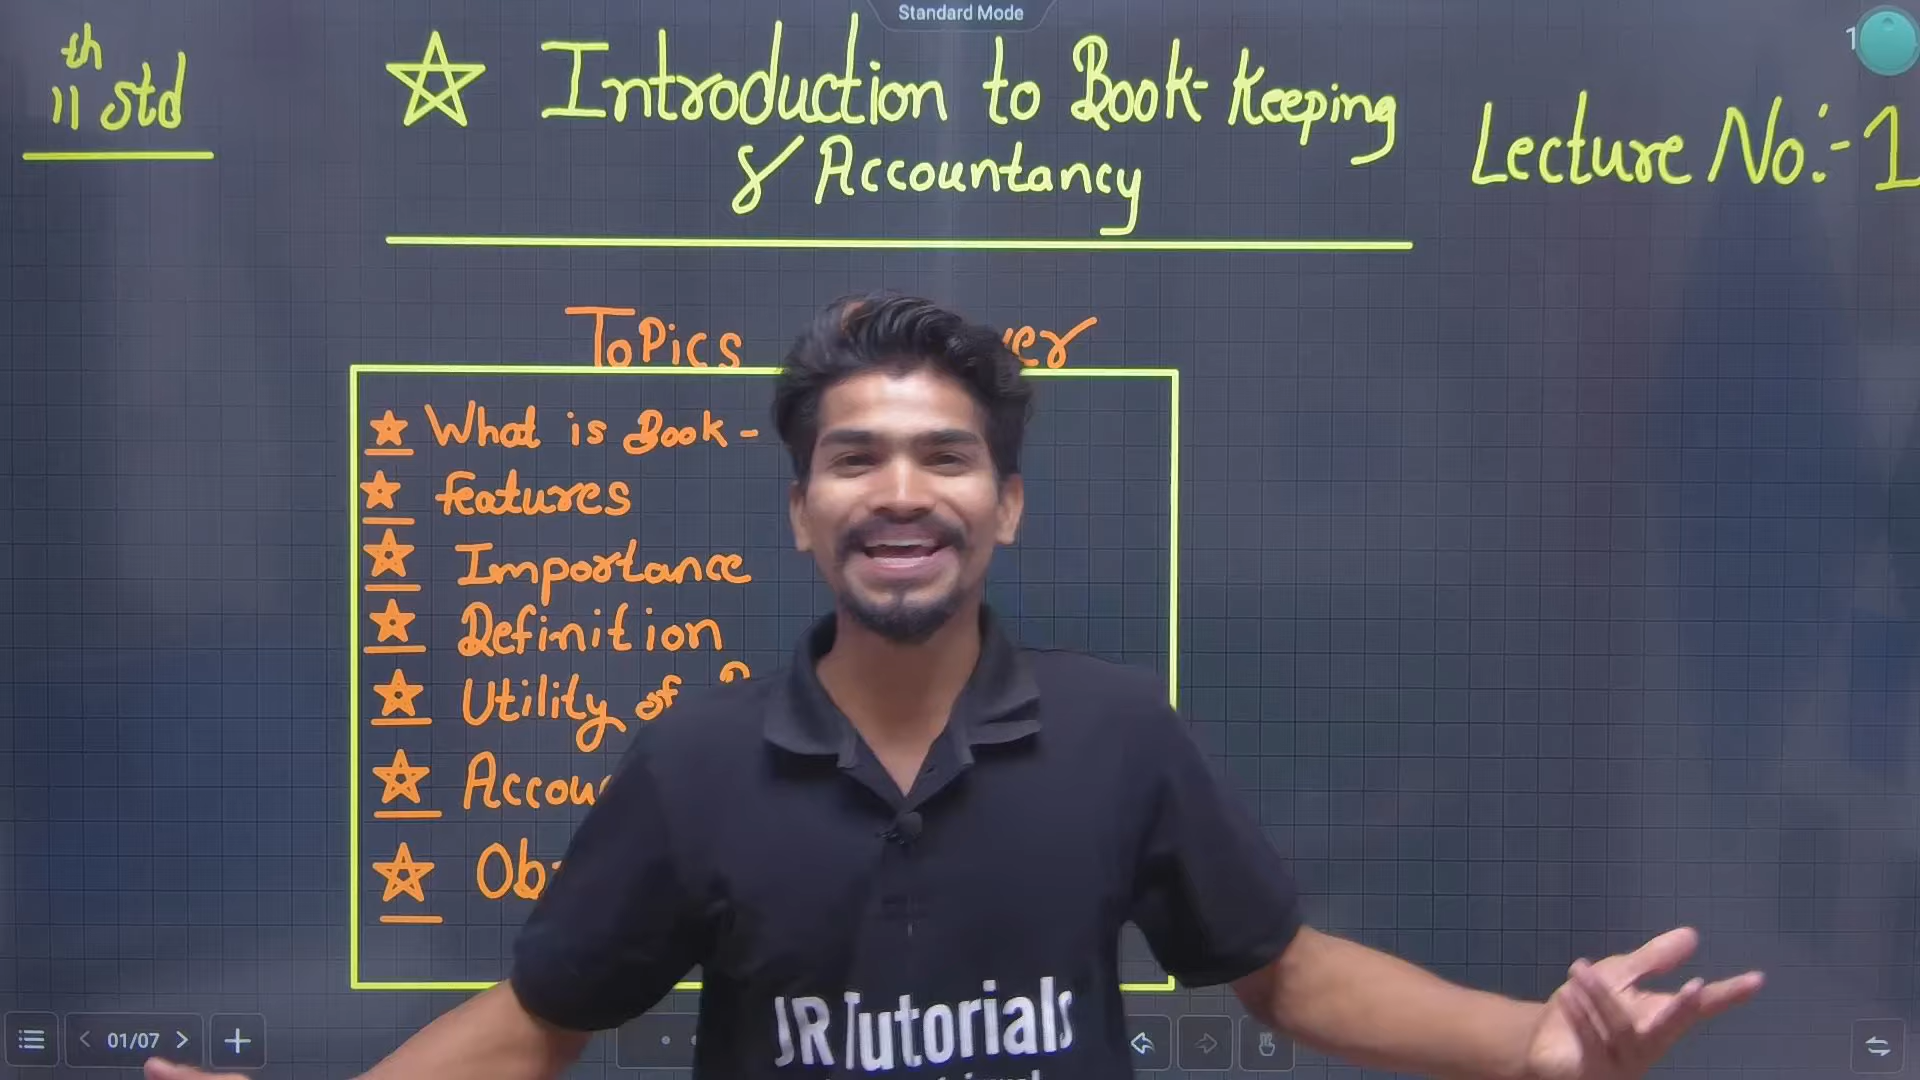 Standard Mode
11th std
Introduction to Book-Keeping
& Accountancy
Lecture No:- 1
Topics
What is Book-
features
Importance
Definition
Utility of
JR Tutorials
01/07